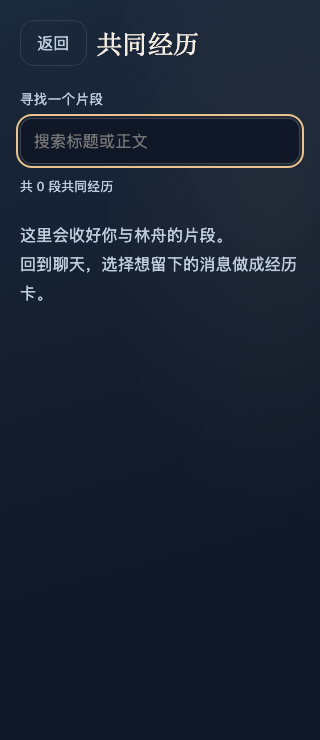 返回
共同经历
寻找一个片段
搜索标题或正文
共 0 段共同经历
这里会收好你与林舟的片段。
回到聊天，选择想留下的消息做成经历
卡。